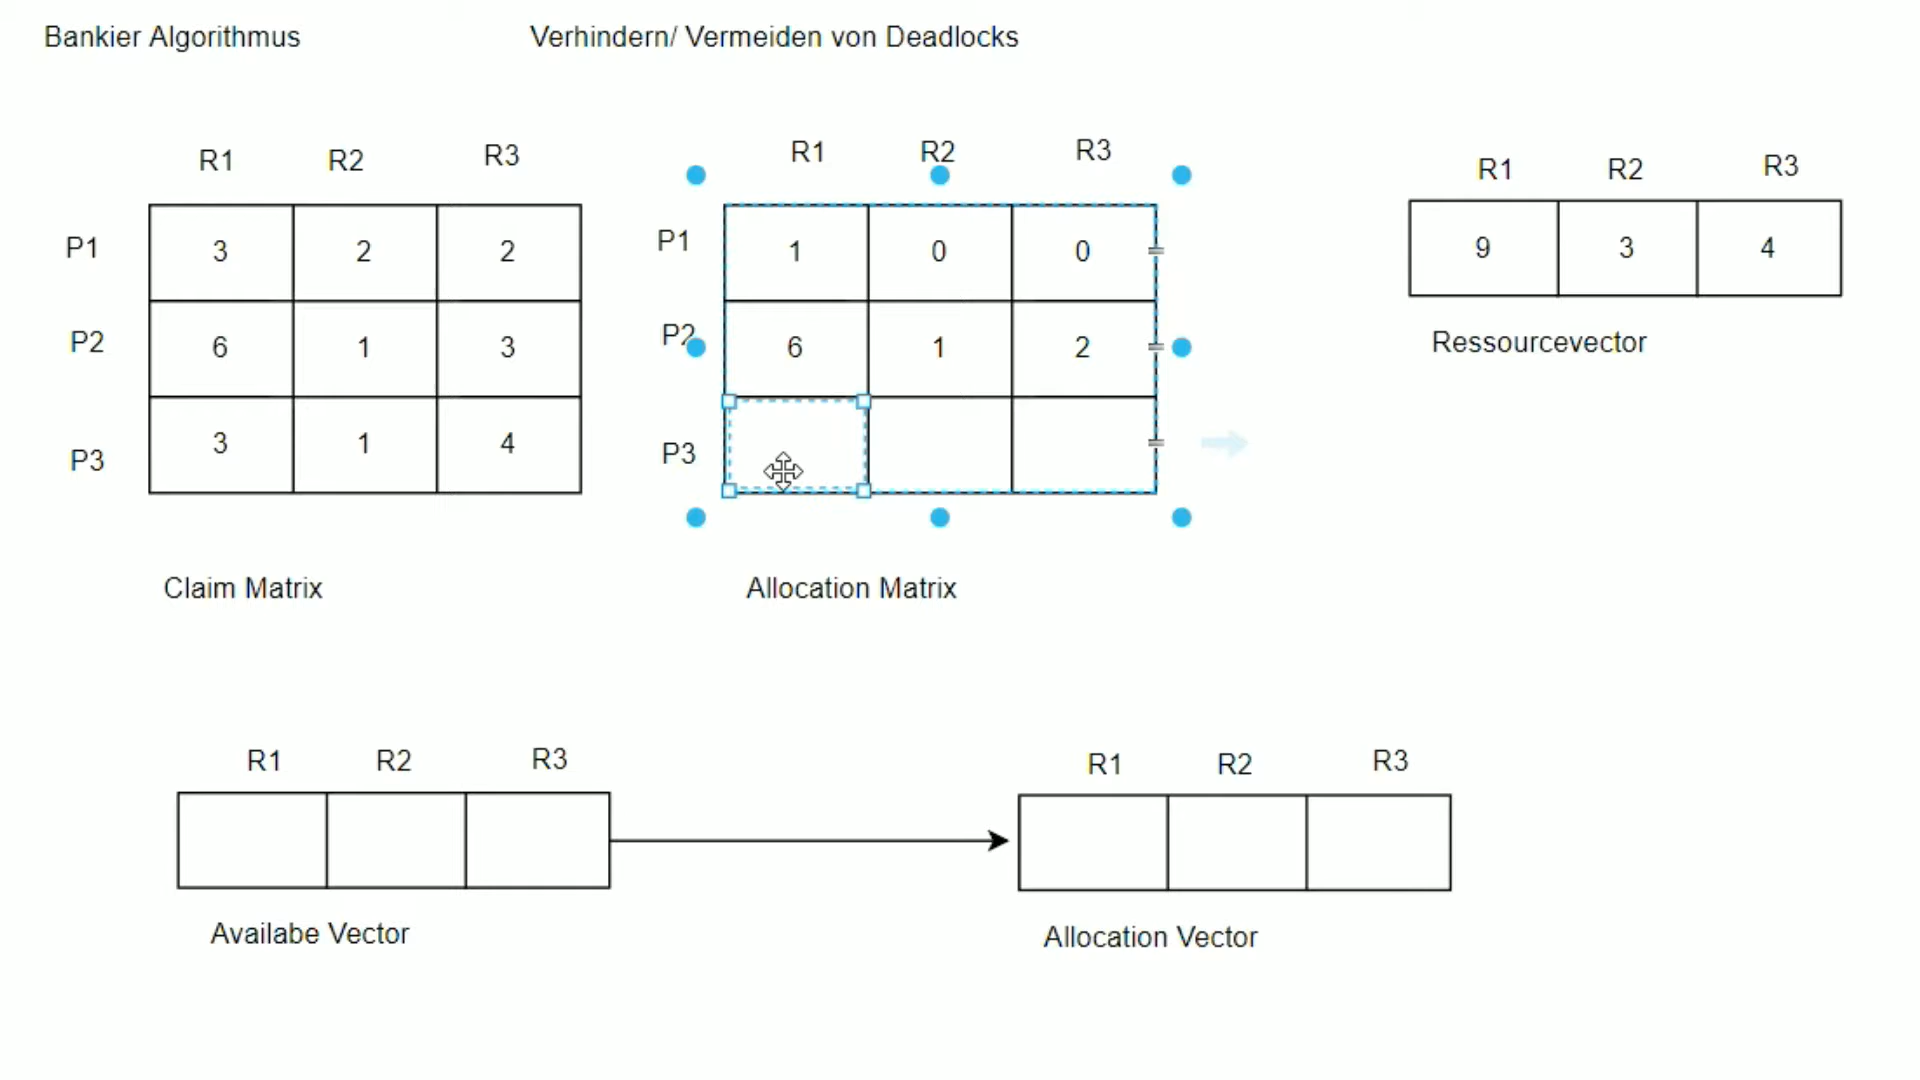 Bankier Algorithmus
Verhindern/ Vermeiden von Deadlocks
R1 R2 R3
P1 3 2 2
P2 6 1 3
P3 3 1 4
Claim Matrix
R1 R2 R3
P1 1 0 0
P2 6 1 2
P3
Allocation Matrix
R1 R2 R3
9 3 4
Ressourcevector
R1 R2 R3
Availabe Vector
R1 R2 R3
Allocation Vector